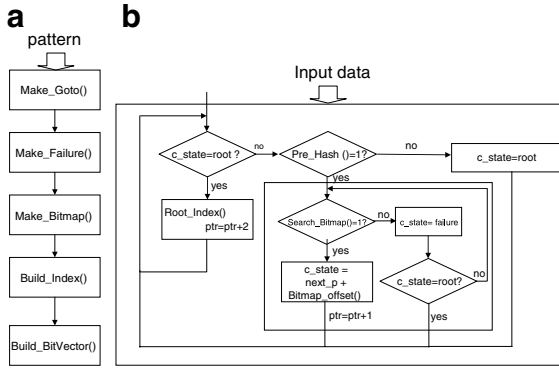 a
pattern
Make_Goto()
Make_Failure()
Make_Bitmap()
Build_Index()
Build_BitVector()
b
Input data
c_state=root ?
no
Pre_Hash ()=1?
no
c_state=root
yes
yes
Root_Index()
ptr=ptr+2
Search_Bitmap()=1?
no
c_state= failure
yes
c_state =
next_p +
Bitmap_offset()
c_state=root?
no
ptr=ptr+1
yes